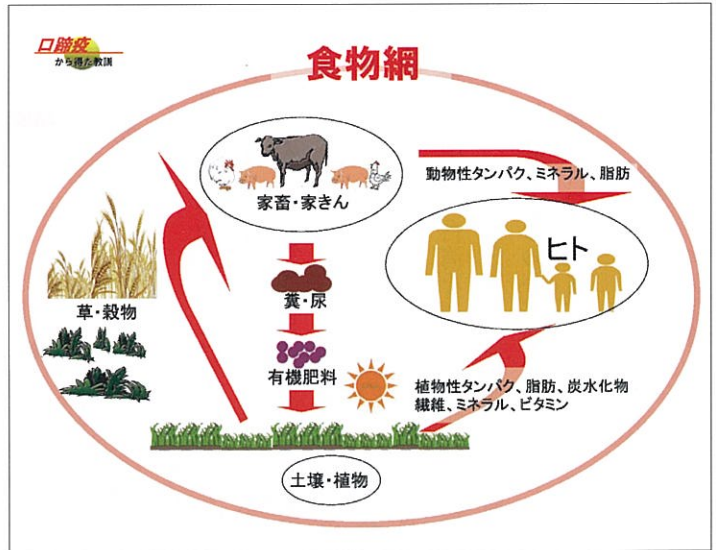 口蹄疫
から得た教訓
食物網
家畜・家きん
動物性タンパク、ミネラル、脂肪
ヒト
草・穀物
糞・尿
有機肥料
植物性タンパク、脂肪、炭水化物
繊維、ミネラル、ビタミン
土壌・植物